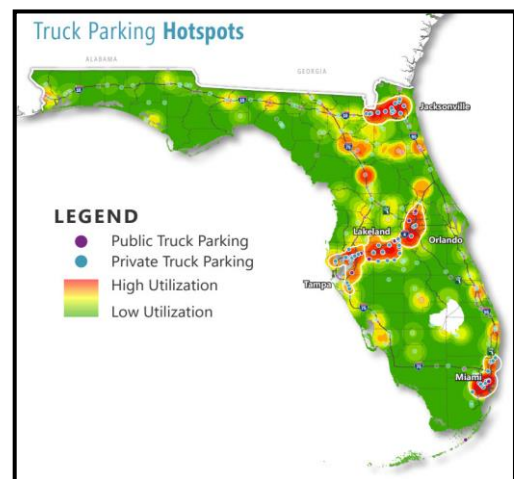 Truck Parking Hotspots
ALABAMA
GEORGIA
Jacksonville
LEGEND
Public Truck Parking
Private Truck Parking
High Utilization
Low Utilization
Lakeland
Orlando
Tampa
Miami